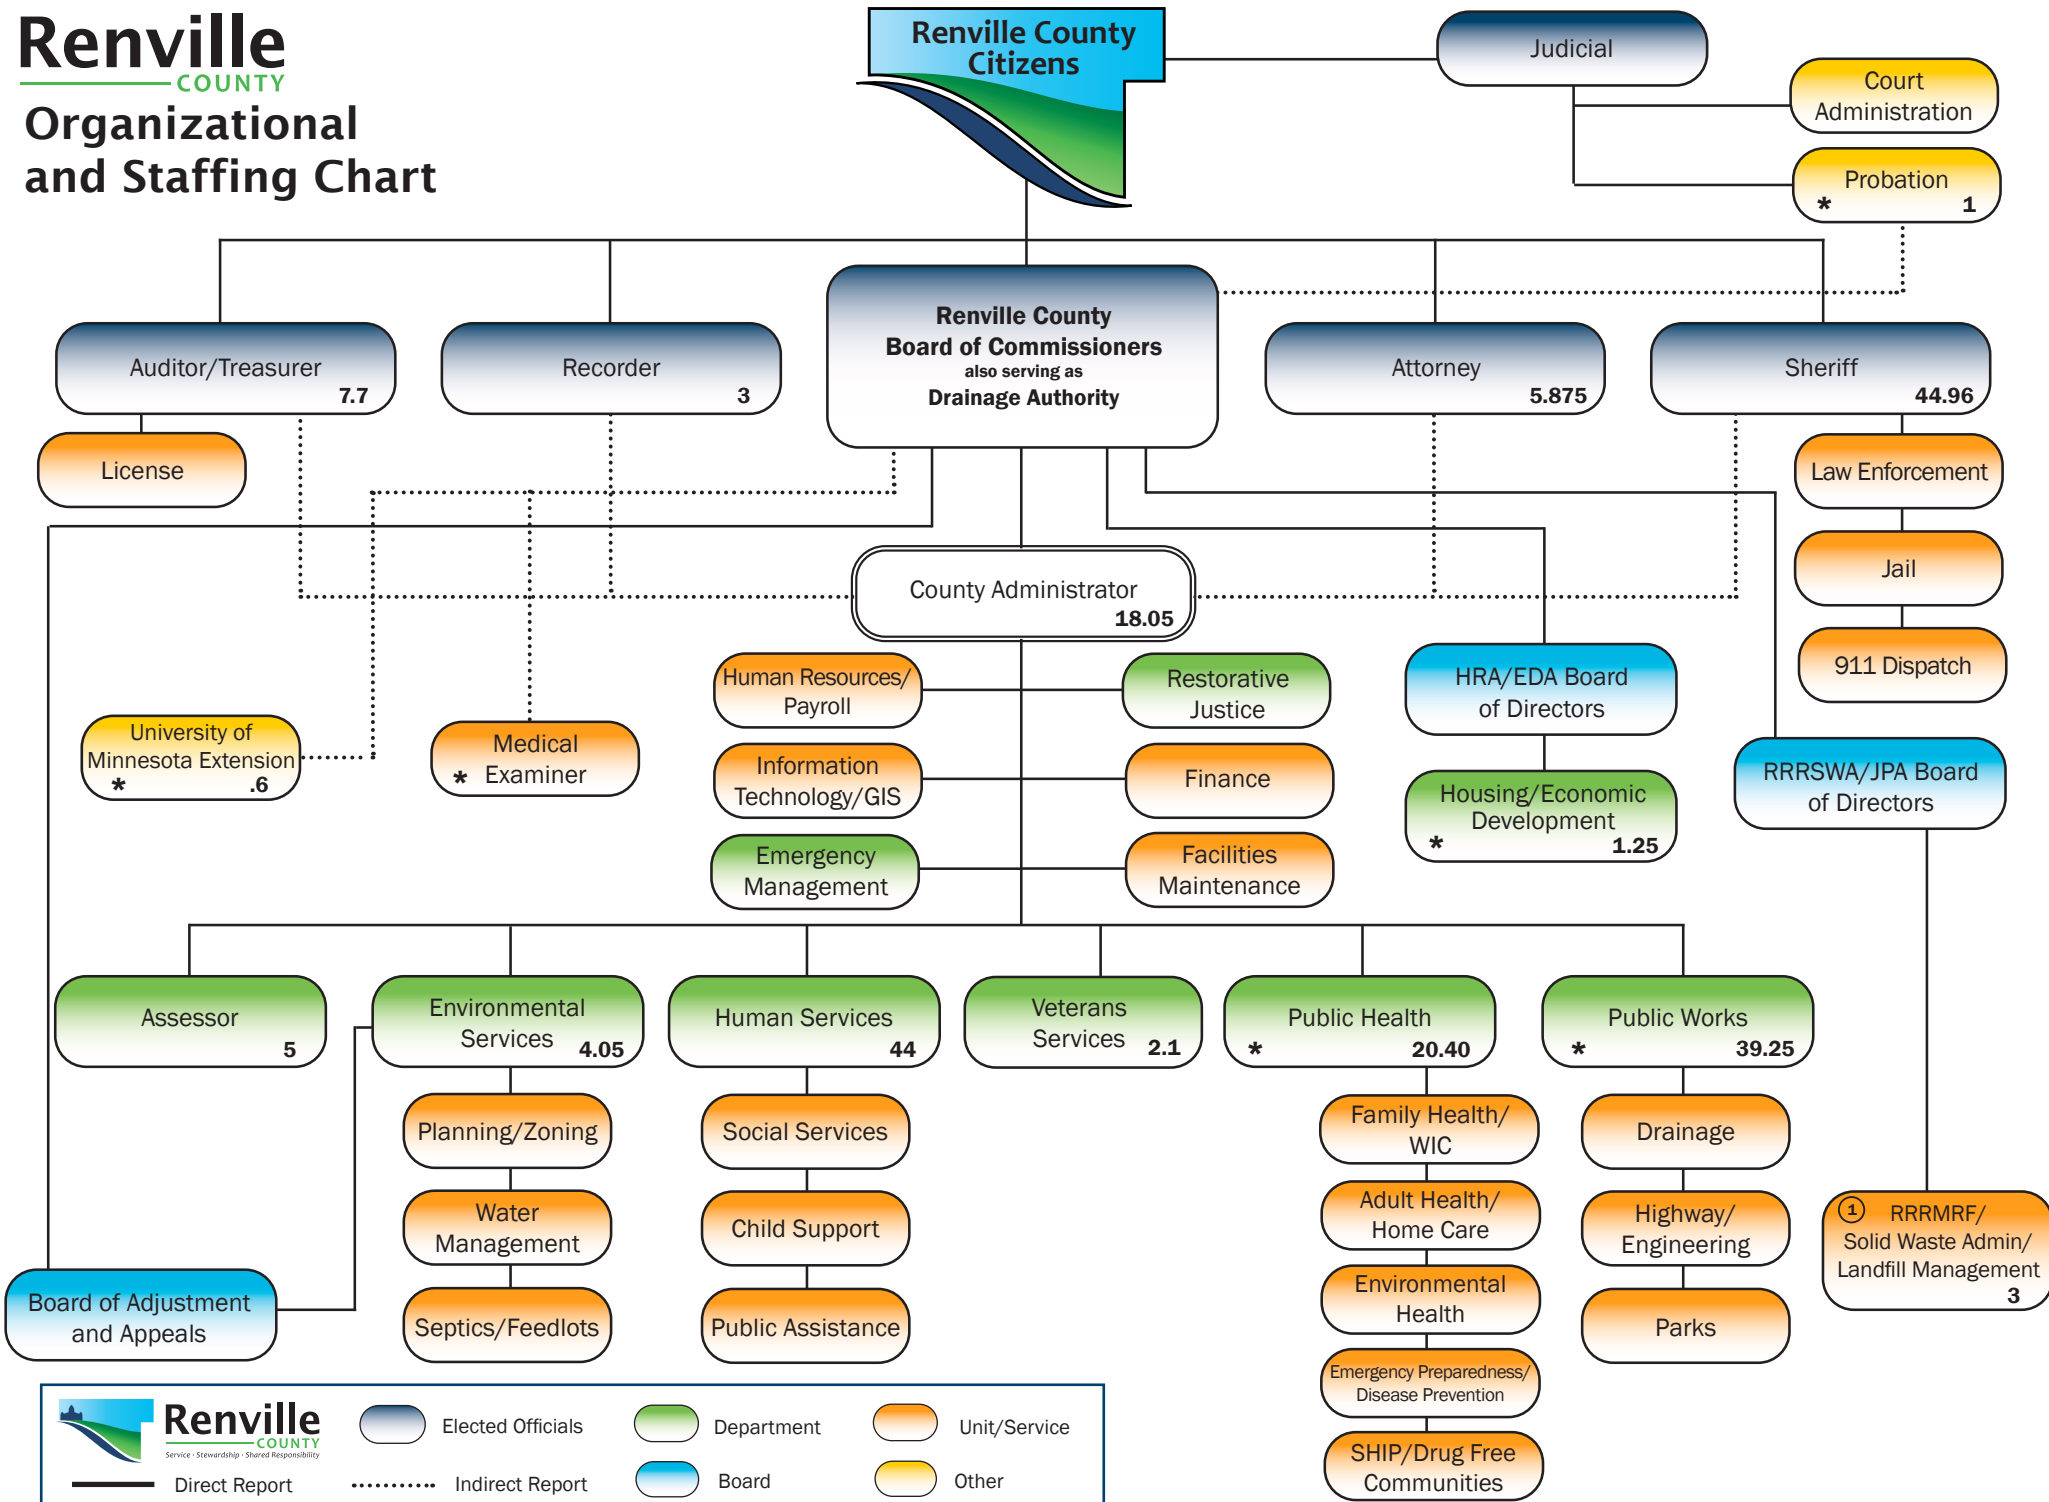 Renville
COUNTY
Organizational
and Staffing Chart
Renville County
Citizens
Judicial
Court
Administration
Probation
* 1
Renville County
Board of Commissioners
also serving as
Drainage Authority
Auditor/Treasurer
7.7
Recorder
3
Attorney
5.875
Sheriff
44.96
License
Law Enforcement
Jail
911 Dispatch
County Administrator
18.05
Human Resources/
Payroll
Restorative
Justice
Information
Technology/GIS
Finance
Emergency
Management
Facilities
Maintenance
University of
Minnesota Extension
* .6
Medical
* Examiner
HRA/EDA Board
of Directors
Housing/Economic
Development
* 1.25
RRRSWA/JPA Board
of Directors
Assessor
5
Environmental
Services 4.05
Human Services
44
Veterans
Services 2.1
Public Health
* 20.40
Public Works
* 39.25
Planning/Zoning
Water
Management
Septics/Feedlots
Social Services
Child Support
Public Assistance
Family Health/
WIC
Adult Health/
Home Care
Environmental
Health
Emergency Preparedness/
Disease Prevention
SHIP/Drug Free
Communities
Drainage
Highway/
Engineering
Parks
1 RRRMRF/
Solid Waste Admin/
Landfill Management
3
Board of Adjustment
and Appeals
Renville
COUNTY
Service · Stewardship · Shared Responsibility
Elected Officials
Department
Unit/Service
Direct Report
Indirect Report
Board
Other